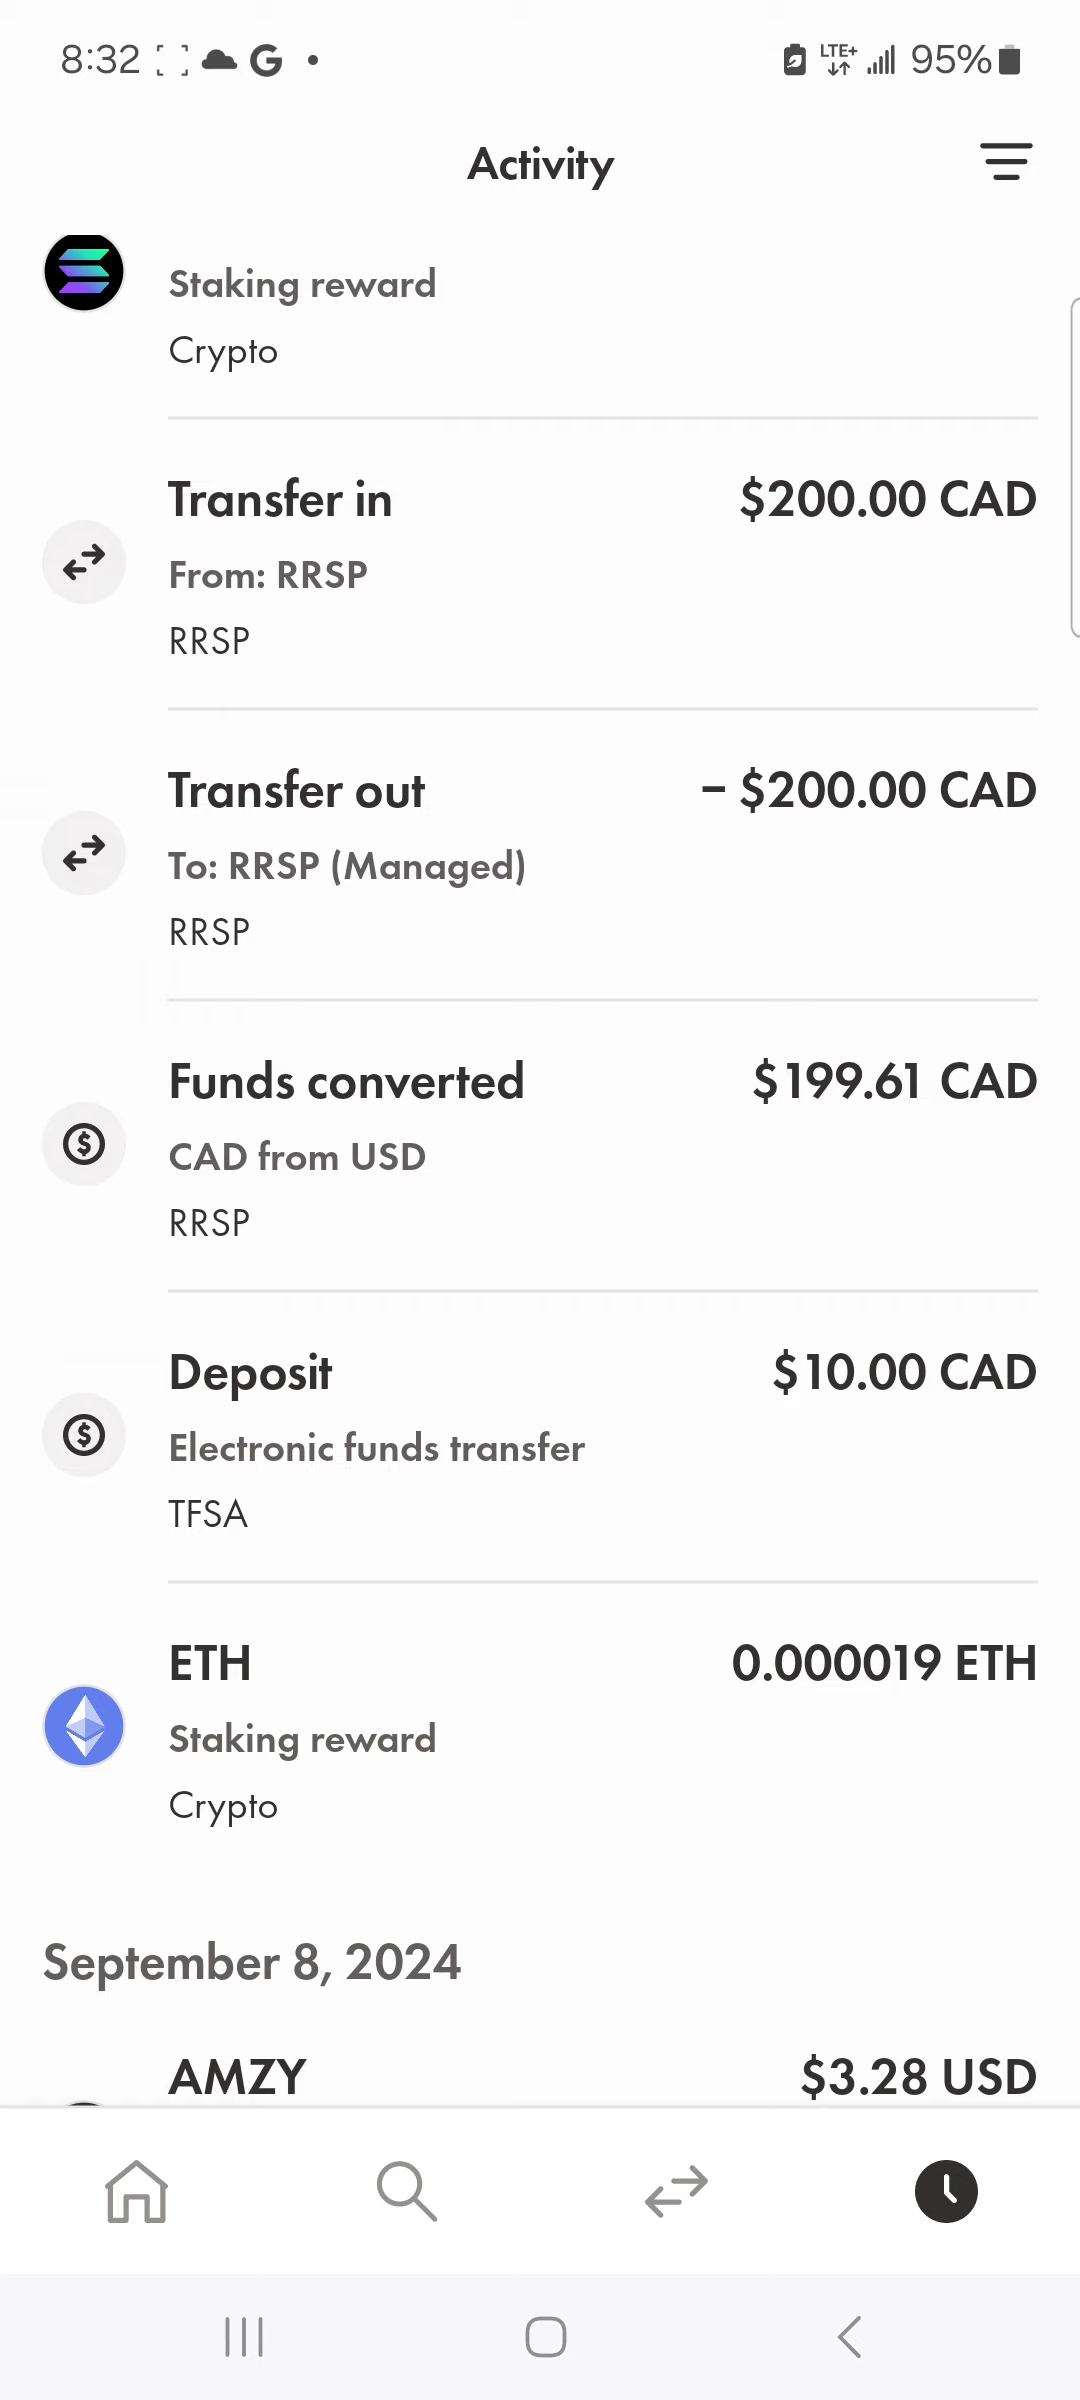 8:32
LTE+
95%
Activity
Staking reward
Crypto
Transfer in
$200.00 CAD
From: RRSP
RRSP
Transfer out
– $200.00 CAD
To: RRSP (Managed)
RRSP
Funds converted
$199.61 CAD
CAD from USD
RRSP
Deposit
$10.00 CAD
Electronic funds transfer
TFSA
ETH
0.000019 ETH
Staking reward
Crypto
September 8, 2024
AMZY
$3.28 USD